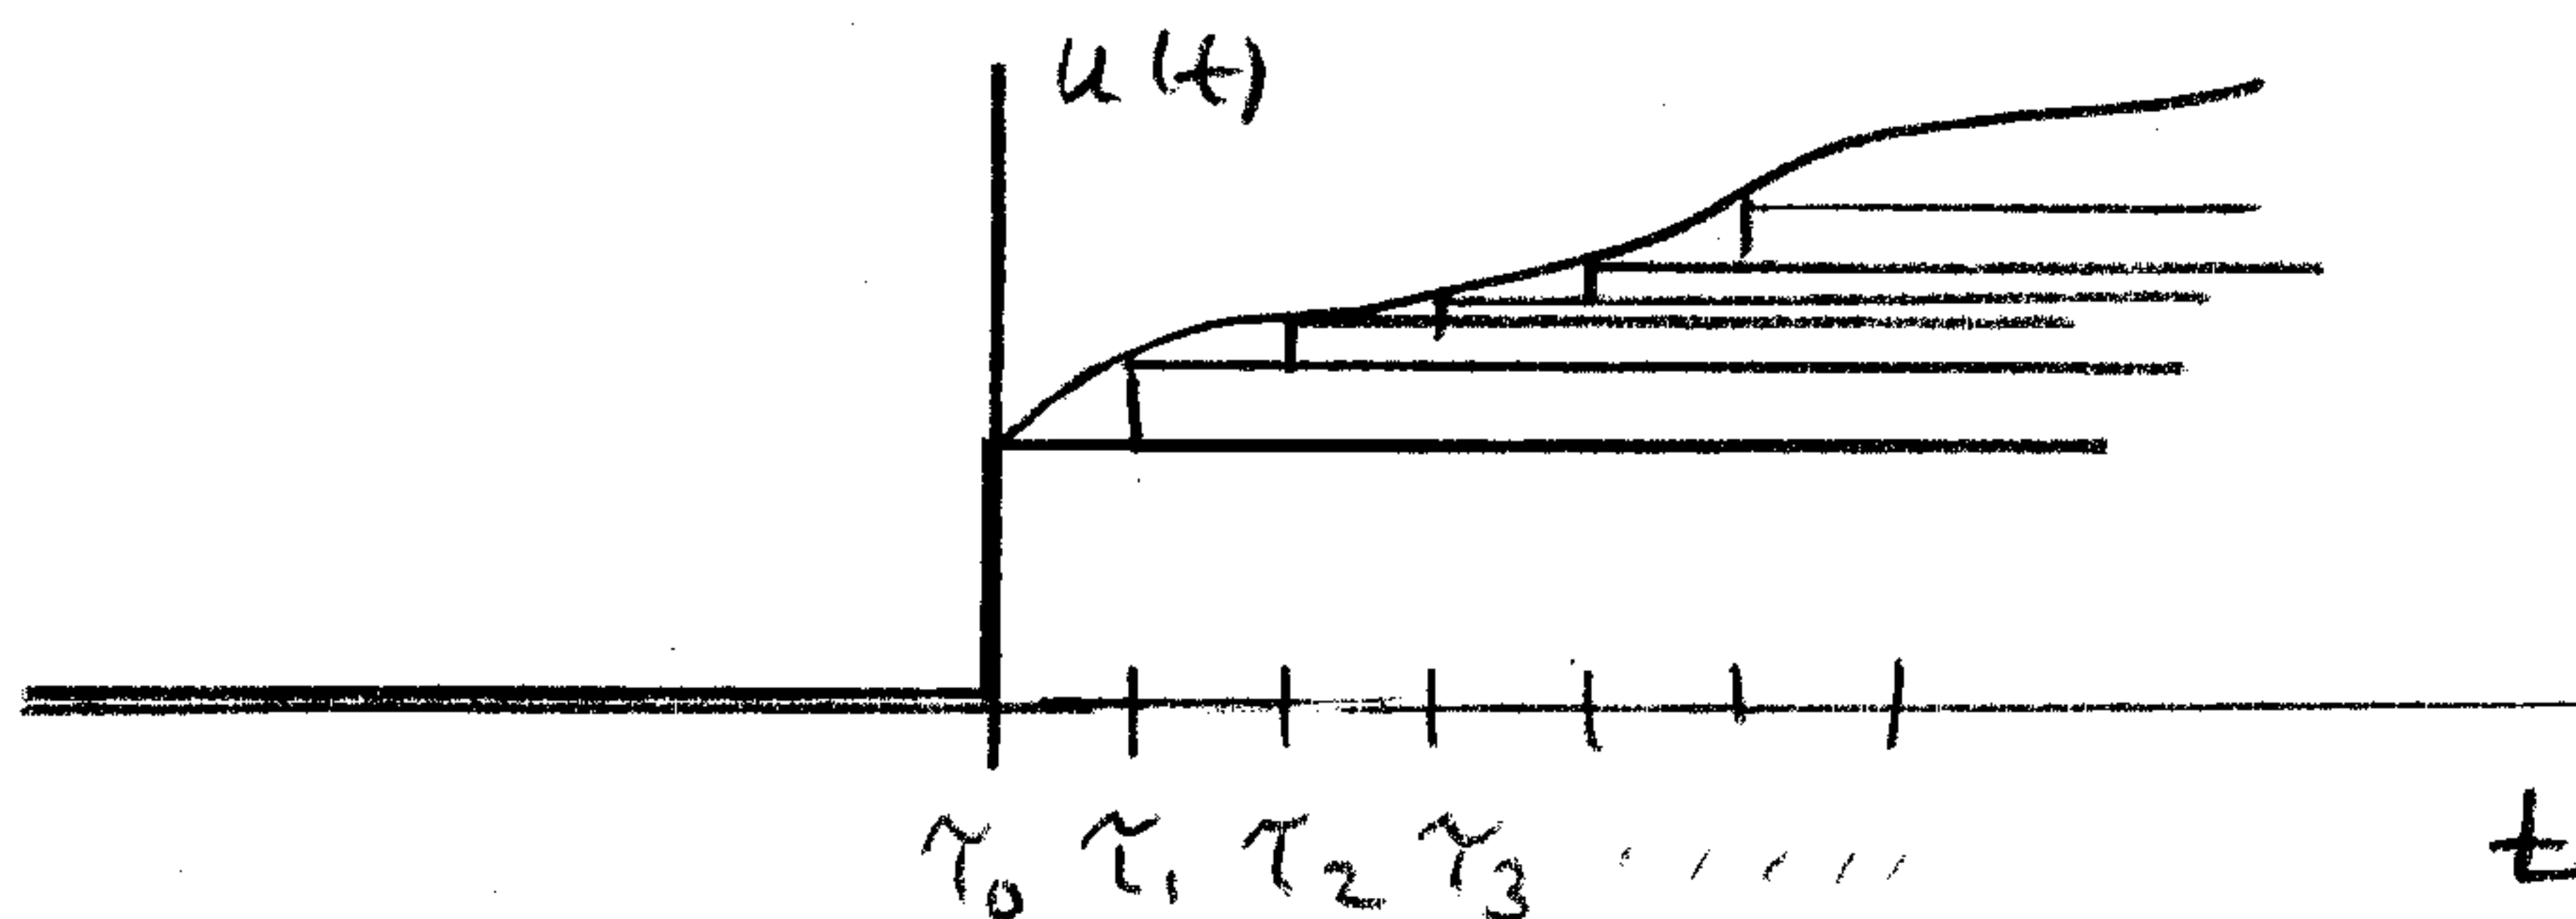 u(t)
τ₀ τ₁ τ₂ τ₃ .....
t